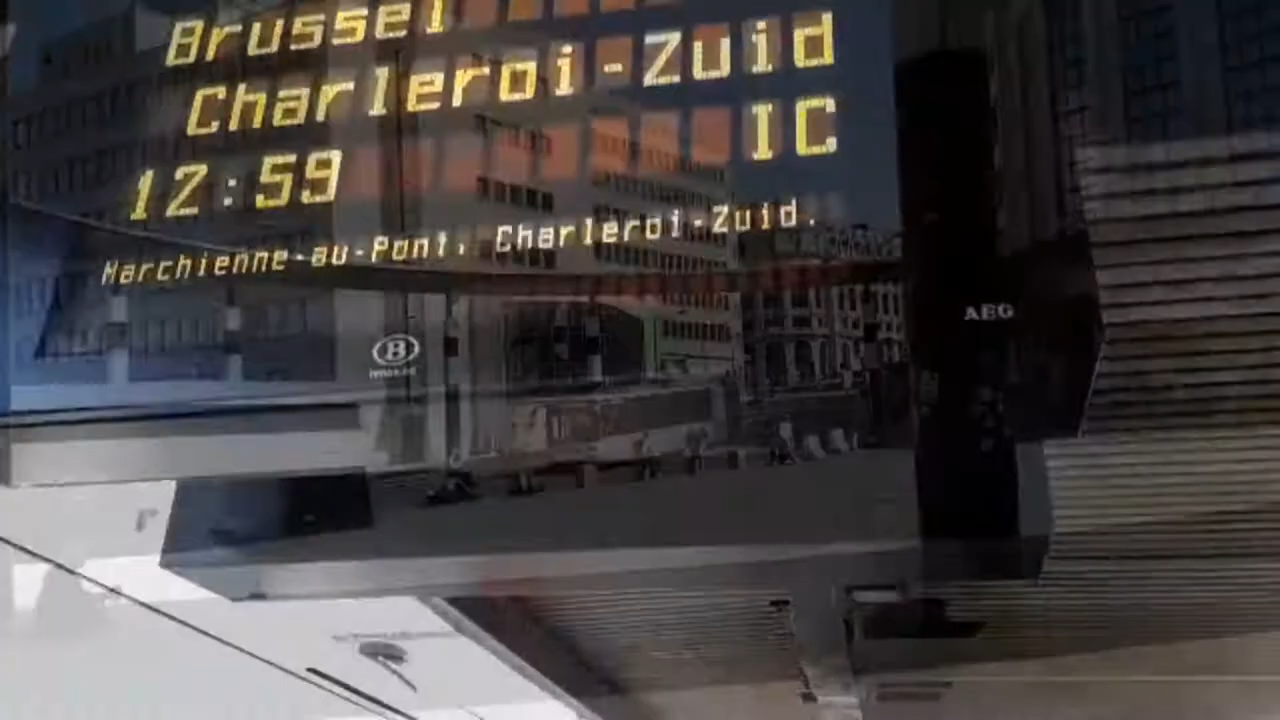 Brussel
Charleroi-Zuid
IC
12:59
Marchienne-au-Pont, Charleroi-Zuid.
B
AEG